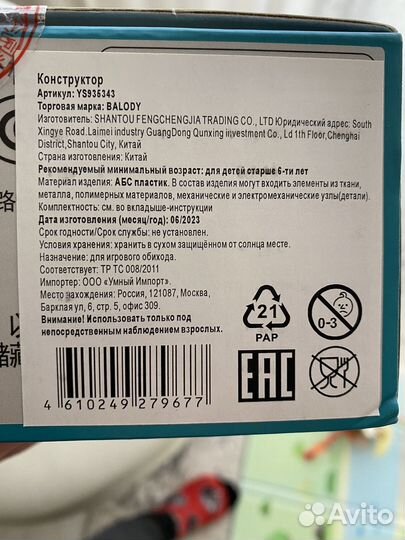 Конструктор
Артикул: YS935343
Торговая марка: BALODY
Изготовитель: SHANTOU FENGCHENGJIA TRADING CO., LTD Юридический адрес: South
Xingye Road.Laimei industry GuangDong Qunxing investment Co., Ld 1th Floor,Chenghai
District,Shantou City, Китай
Страна изготовления: Китай
Рекомендуемый минимальный возраст: для детей старше 6-ти лет
Материал изделия: АБС пластик. В состав изделия могут входить элементы из ткани,
металла, полимерных материалов, механические и электромеханические узлы(детали).
Комплектность: см. во вкладыше-инструкции
Дата изготовления (месяц/год): 06/2023
Срок годности/Срок службы: не установлен.
Условия хранения: хранить в сухом защищённом от солнца месте.
Назначение: для игрового обихода.
Соответствует: ТР ТС 008/2011
Импортер: ООО «Умный Импорт».
Место нахождения: Россия, 121087, Москва,
Барклая ул, 6, стр. 5, офис 309.
Внимание! Использовать только под
непосредственным наблюдением взрослых.
21
PAP
0-3
EAC
4 610249 279677
路
以
储藏
Avito